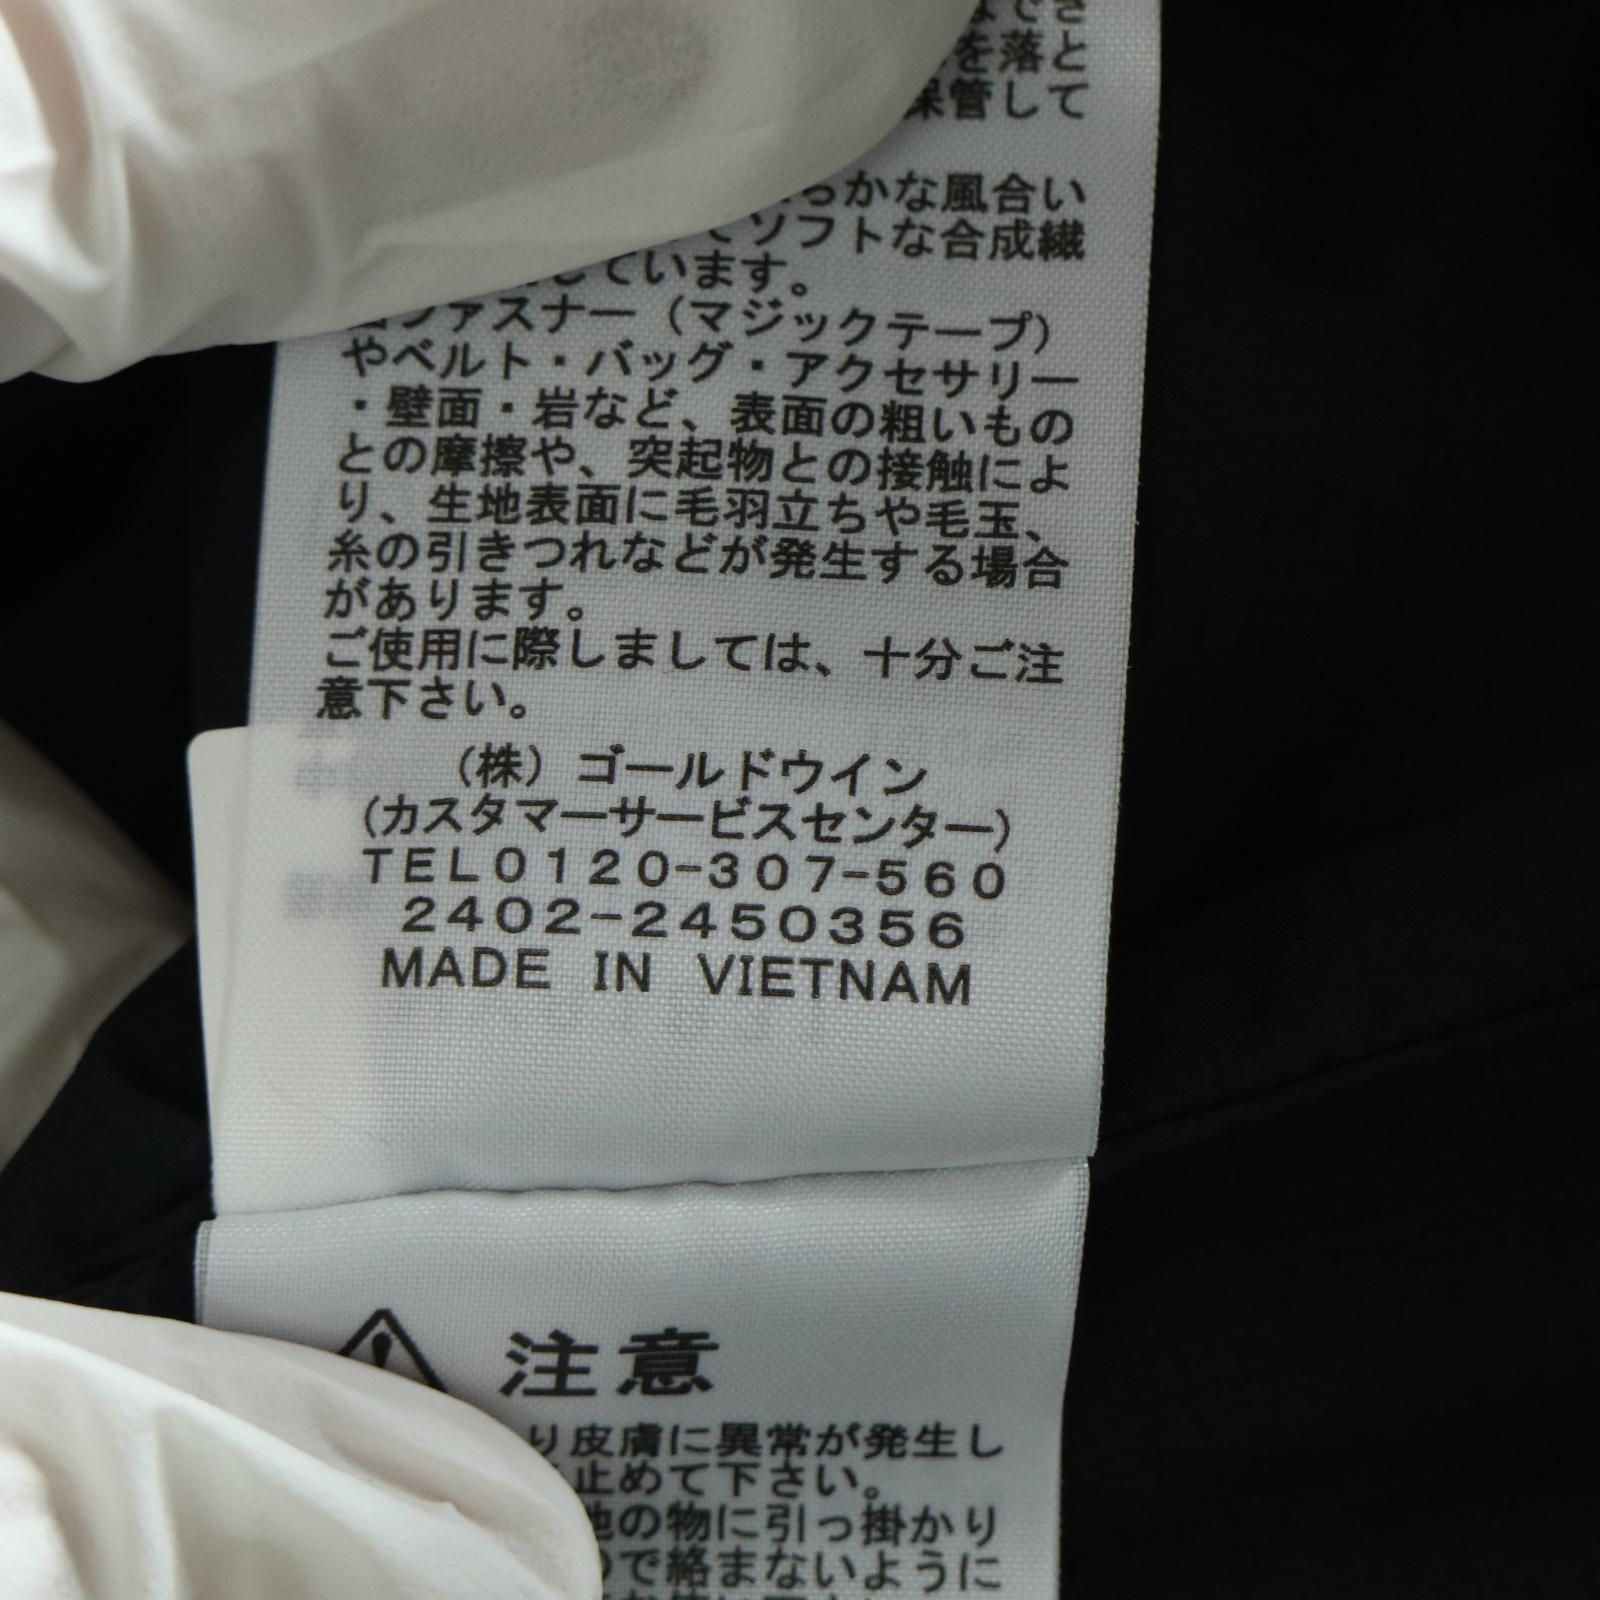 を落と
保管して
らかな風合い
てソフトな合成繊
しています。
ファスナー（マジックテープ）
やベルト・バッグ・アクセサリー
・壁面・岩など、表面の粗いもの
との摩擦や、突起物との接触によ
り、生地表面に毛羽立ちや毛玉、
糸の引きつれなどが発生する場合
があります。
ご使用に際しましては、十分ご注
意下さい。
（株）ゴールドウイン
(カスタマーサービスセンター)
TEL0120-307-560
2402-2450356
MADE IN VIETNAM
注意
り皮膚に異常が発生し
止めて下さい。
他の物に引っ掛かり
ので絡まないように